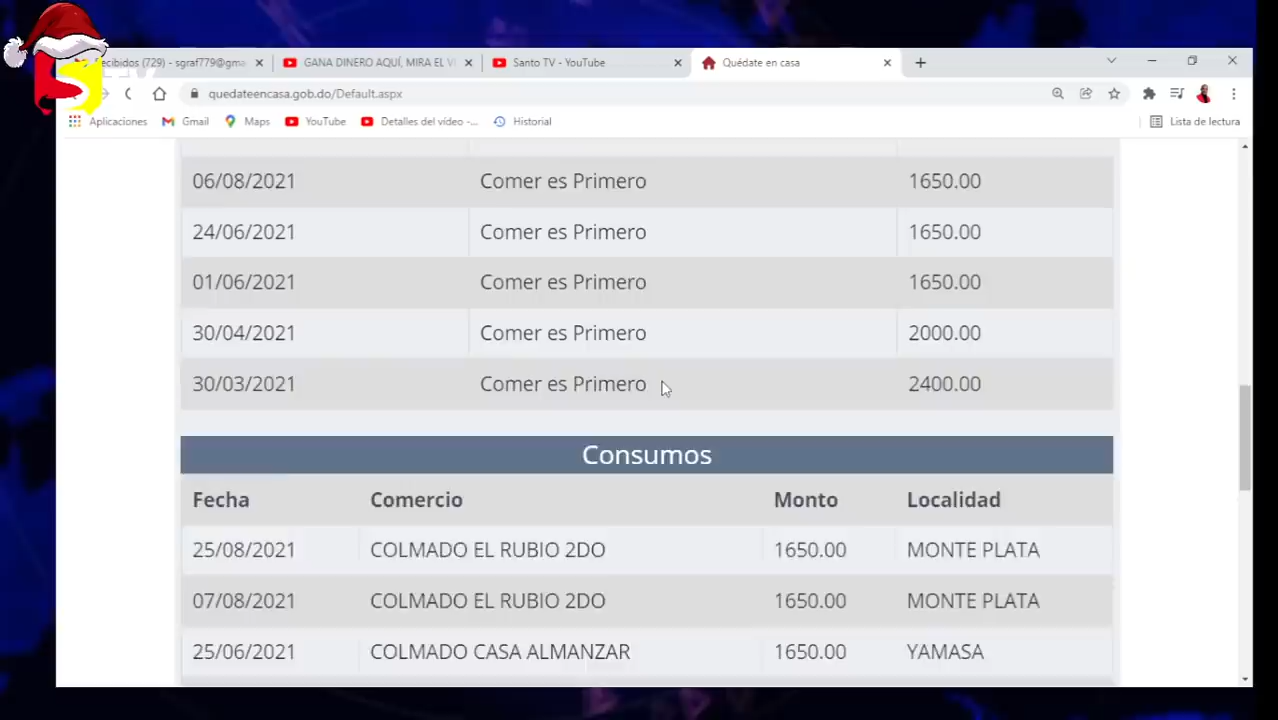 Recibidos (729) - sgraf779@gma
GANA DINERO AQUÍ, MIRA EL V
Santo TV - YouTube
Quédate en casa
quedateencasa.gob.do/Default.aspx
Aplicaciones Gmail Maps YouTube Detalles del vídeo -... Historial Lista de lectura
06/08/2021 Comer es Primero 1650.00
24/06/2021 Comer es Primero 1650.00
01/06/2021 Comer es Primero 1650.00
30/04/2021 Comer es Primero 2000.00
30/03/2021 Comer es Primero 2400.00
Consumos
Fecha Comercio Monto Localidad
25/08/2021 COLMADO EL RUBIO 2DO 1650.00 MONTE PLATA
07/08/2021 COLMADO EL RUBIO 2DO 1650.00 MONTE PLATA
25/06/2021 COLMADO CASA ALMANZAR 1650.00 YAMASA